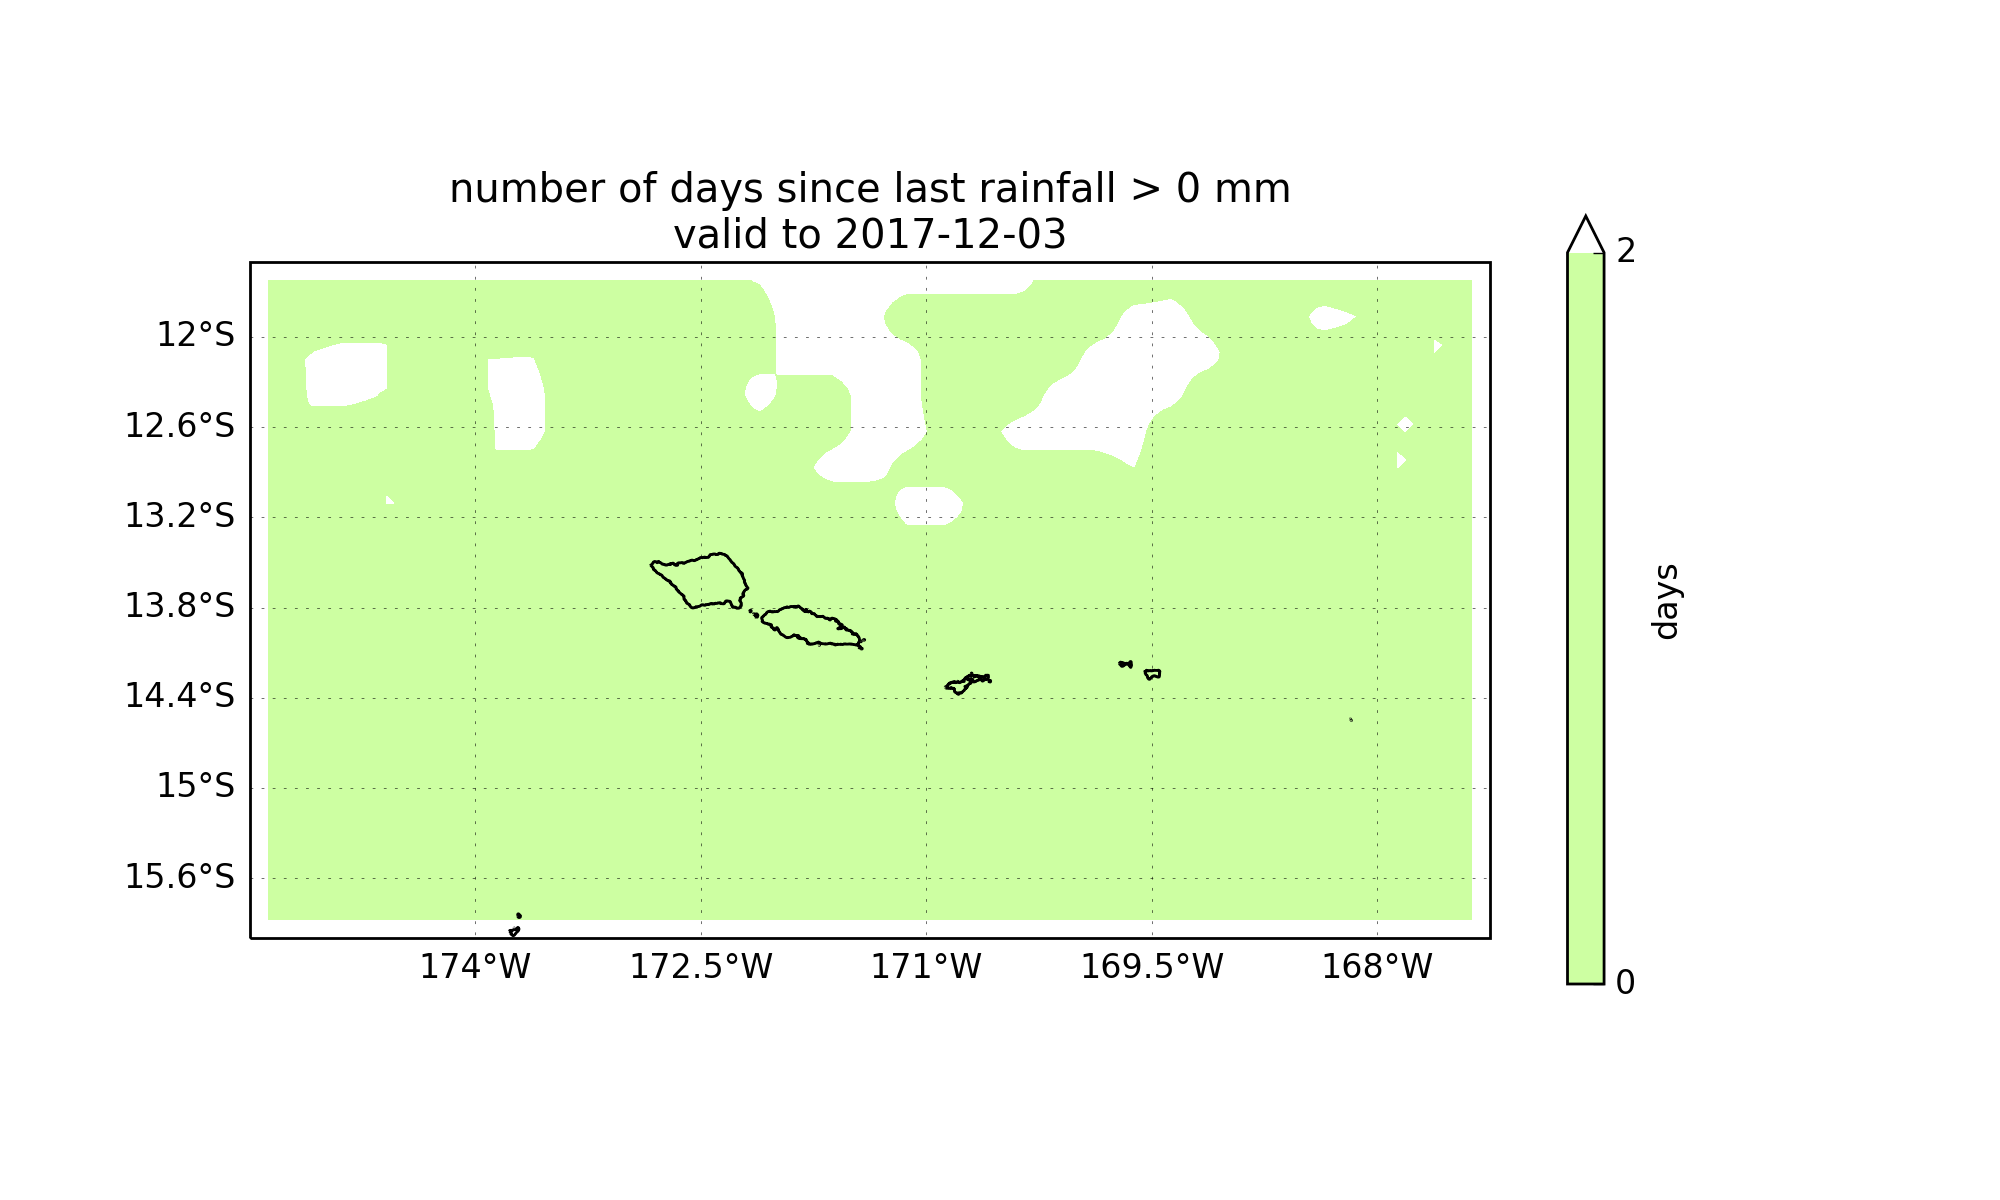 number of days since last rainfall > 0 mm
valid to 2017-12-03
2
12°S
12.6°S
13.2°S
13.8°S
days
14.4°S
15°S
15.6°S
174°W 172.5°W 171°W 169.5°W 168°W
0